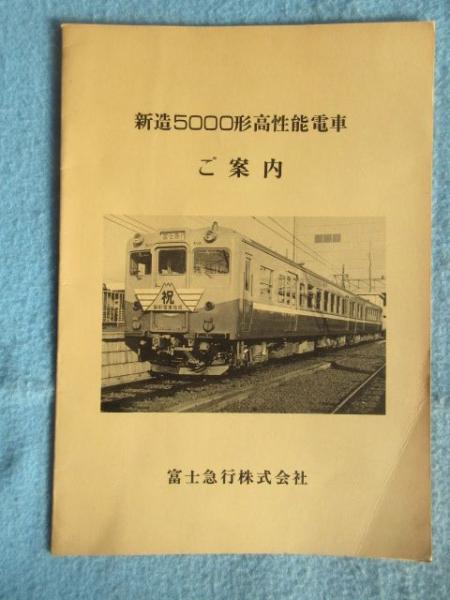 新造5000形高性能電車
ご案内
祝
富士急行株式会社